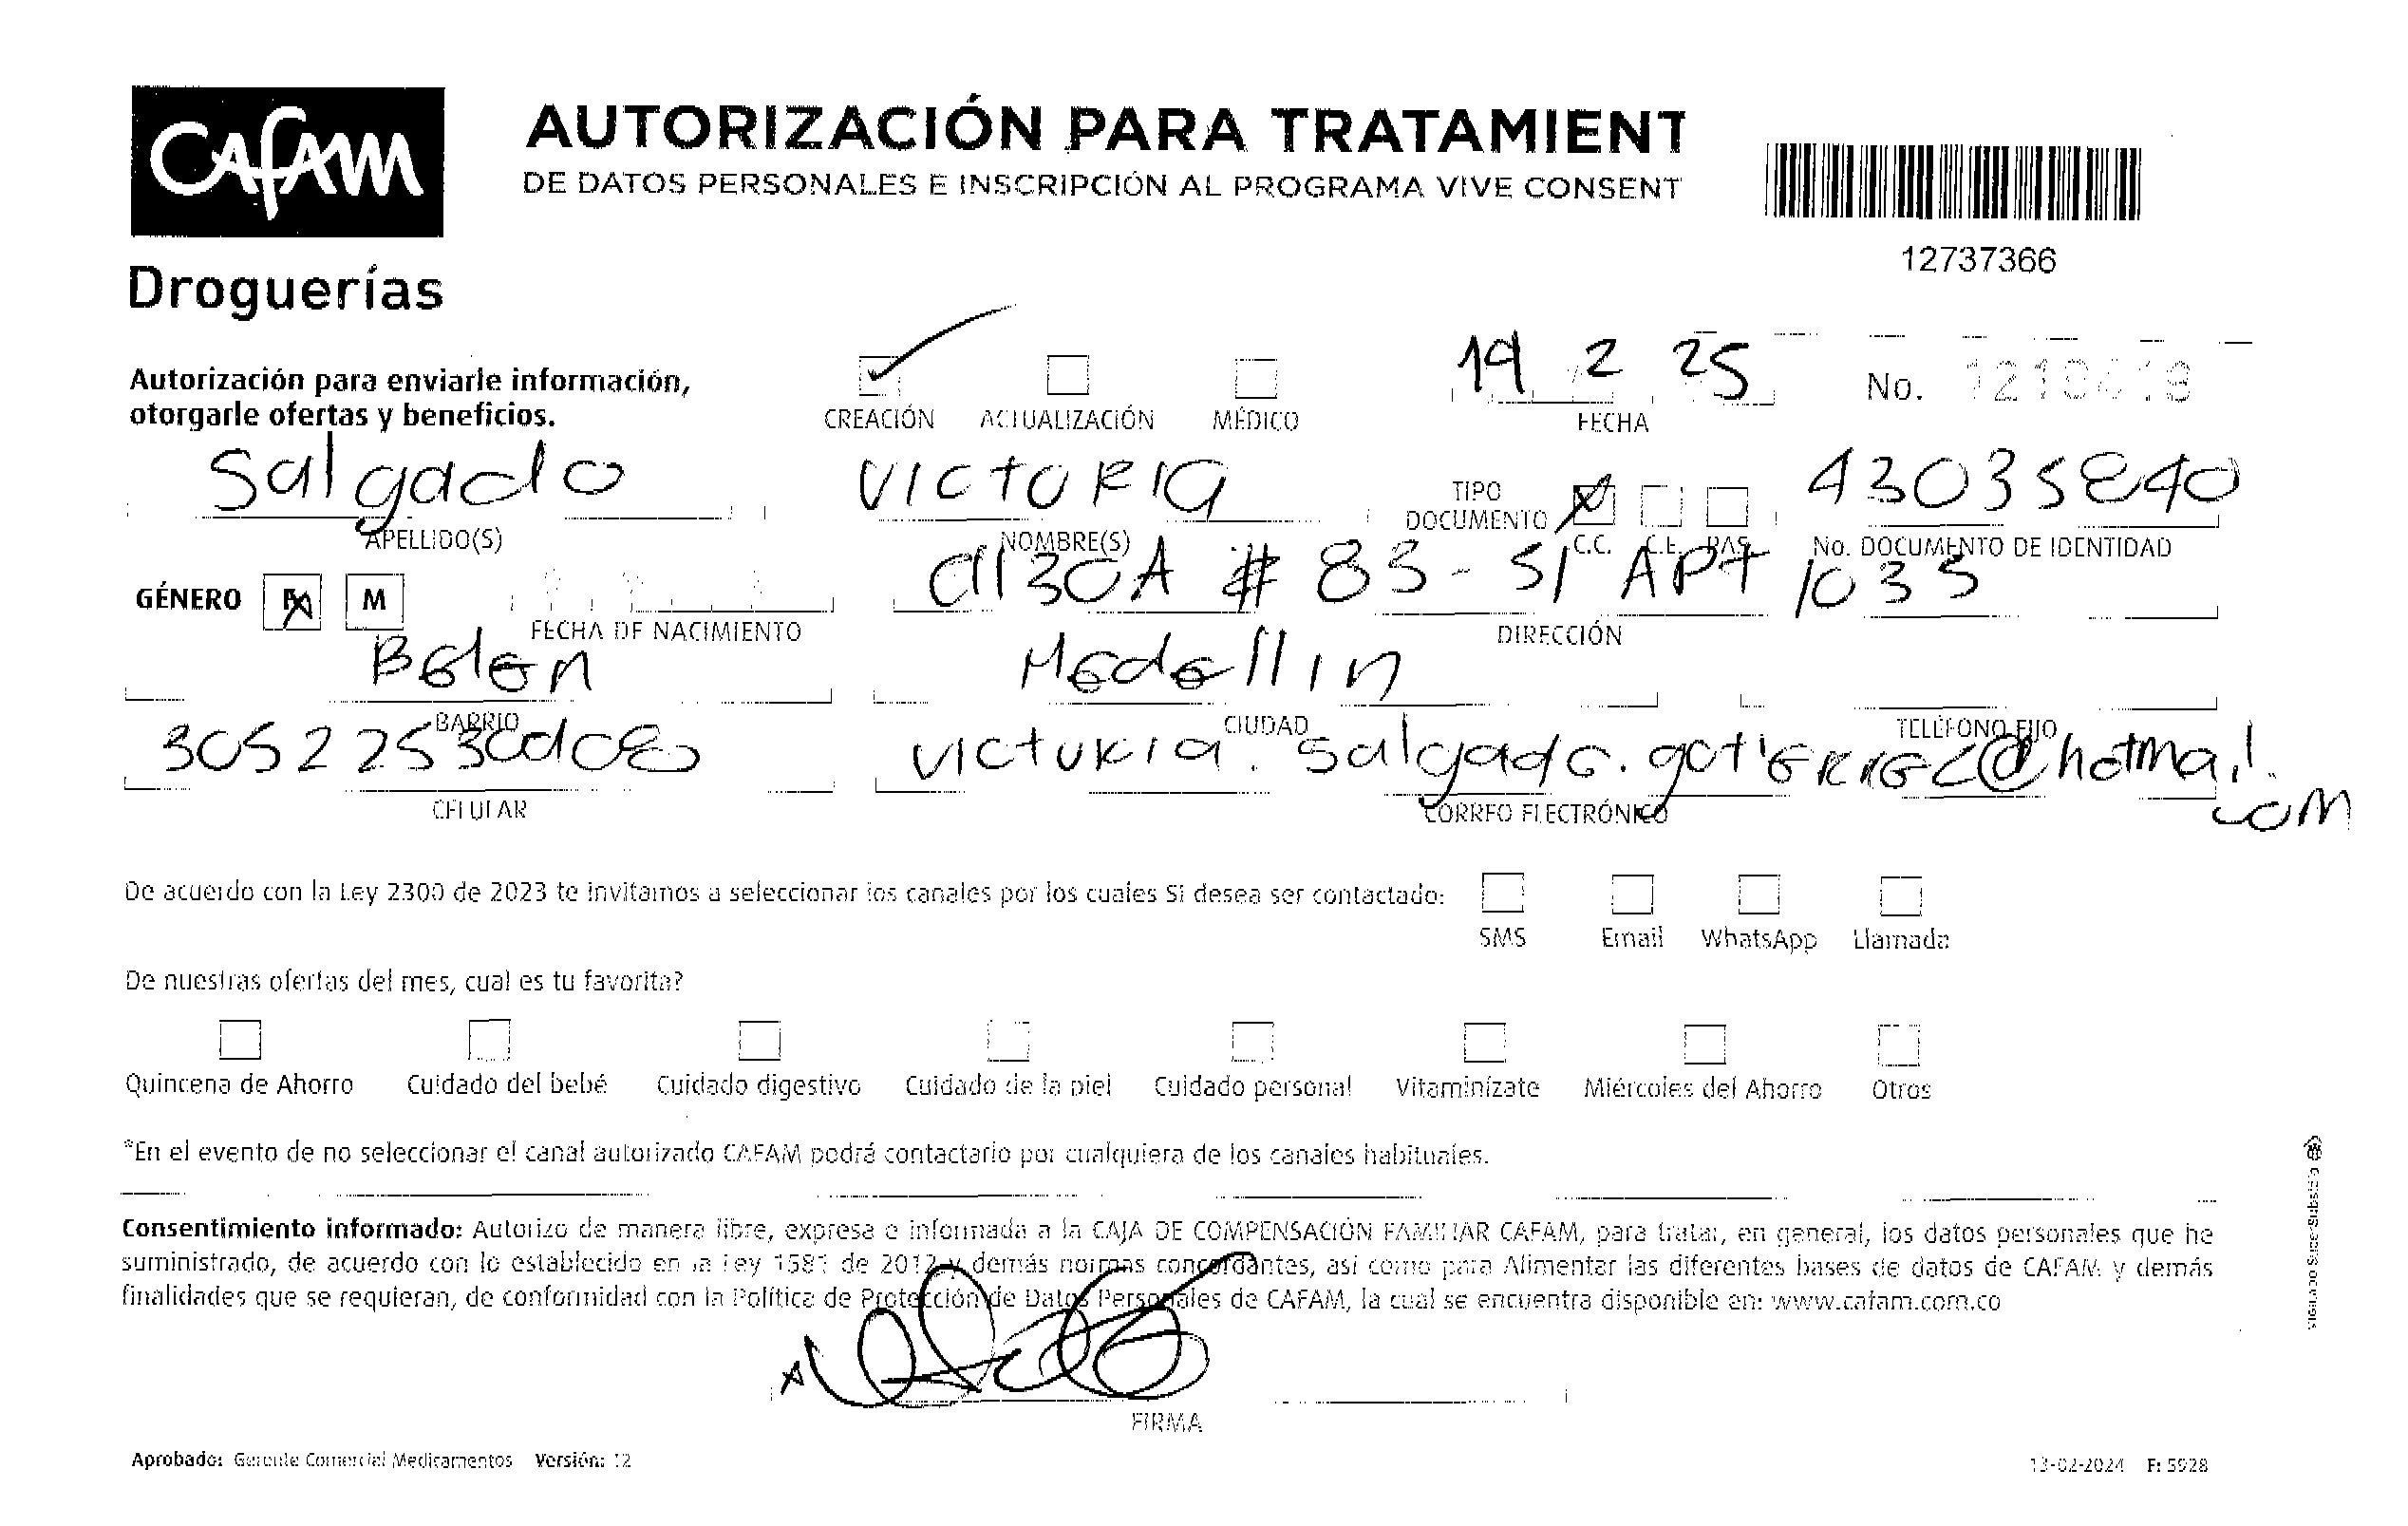 CAFAM
Droguerías
AUTORIZACIÓN PARA TRATAMIENT
DE DATOS PERSONALES E INSCRIPCIÓN AL PROGRAMA VIVE CONSENT
12737366
Autorización para enviarle información,
otorgarle ofertas y beneficios.
CREACIÓN ACTUALIZACIÓN MÉDICO
19 2 25
FECHA
No.
Salgado VICTORIA TIPO DOCUMENTO 43035840
APELLIDO(S) NOMBRE(S) C.C. C.E. PAS. No. DOCUMENTO DE IDENTIDAD
GÉNERO F M Cl 30A # 83 - 51 APT 1035
FECHA DE NACIMIENTO DIRECCIÓN
Belen Medellin
BARRIO CIUDAD TELÉFONO FIJO
victoria.salgado.gotierrez@hotmail.com
CELULAR CORREO ELECTRÓNICO
De acuerdo con la Ley 2300 de 2023 te invitamos a seleccionar los canales por los cuales Si desea ser contactado:
SMS Email WhatsApp Llamada
De nuestras ofertas del mes, cual es tu favorita?
Quincena de Ahorro Cuidado del bebé Cuidado digestivo Cuidado de la piel Cuidado personal Vitaminízate Miércoles del Ahorro Otros
*En el evento de no seleccionar el canal autorizado CAFAM podrá contactarlo por cualquiera de los canales habituales.
Consentimiento informado: Autorizo de manera libre, expresa e informada a la CAJA DE COMPENSACIÓN FAMILIAR CAFAM, para tratar, en general, los datos personales que he
suministrado, de acuerdo con lo establecido en la Ley 1581 de 2012 y demás normas concordantes, así como para Alimentar las diferentes bases de datos de CAFAM y demás
finalidades que se requieran, de conformidad con la Política de Protección de Datos Personales de CAFAM, la cual se encuentra disponible en: www.cafam.com.co
FIRMA
Aprobado: Gerente Comercial Medicamentos Versión: 12
13-02-2024 F: 5928
VIGILADO SuperSubsidio